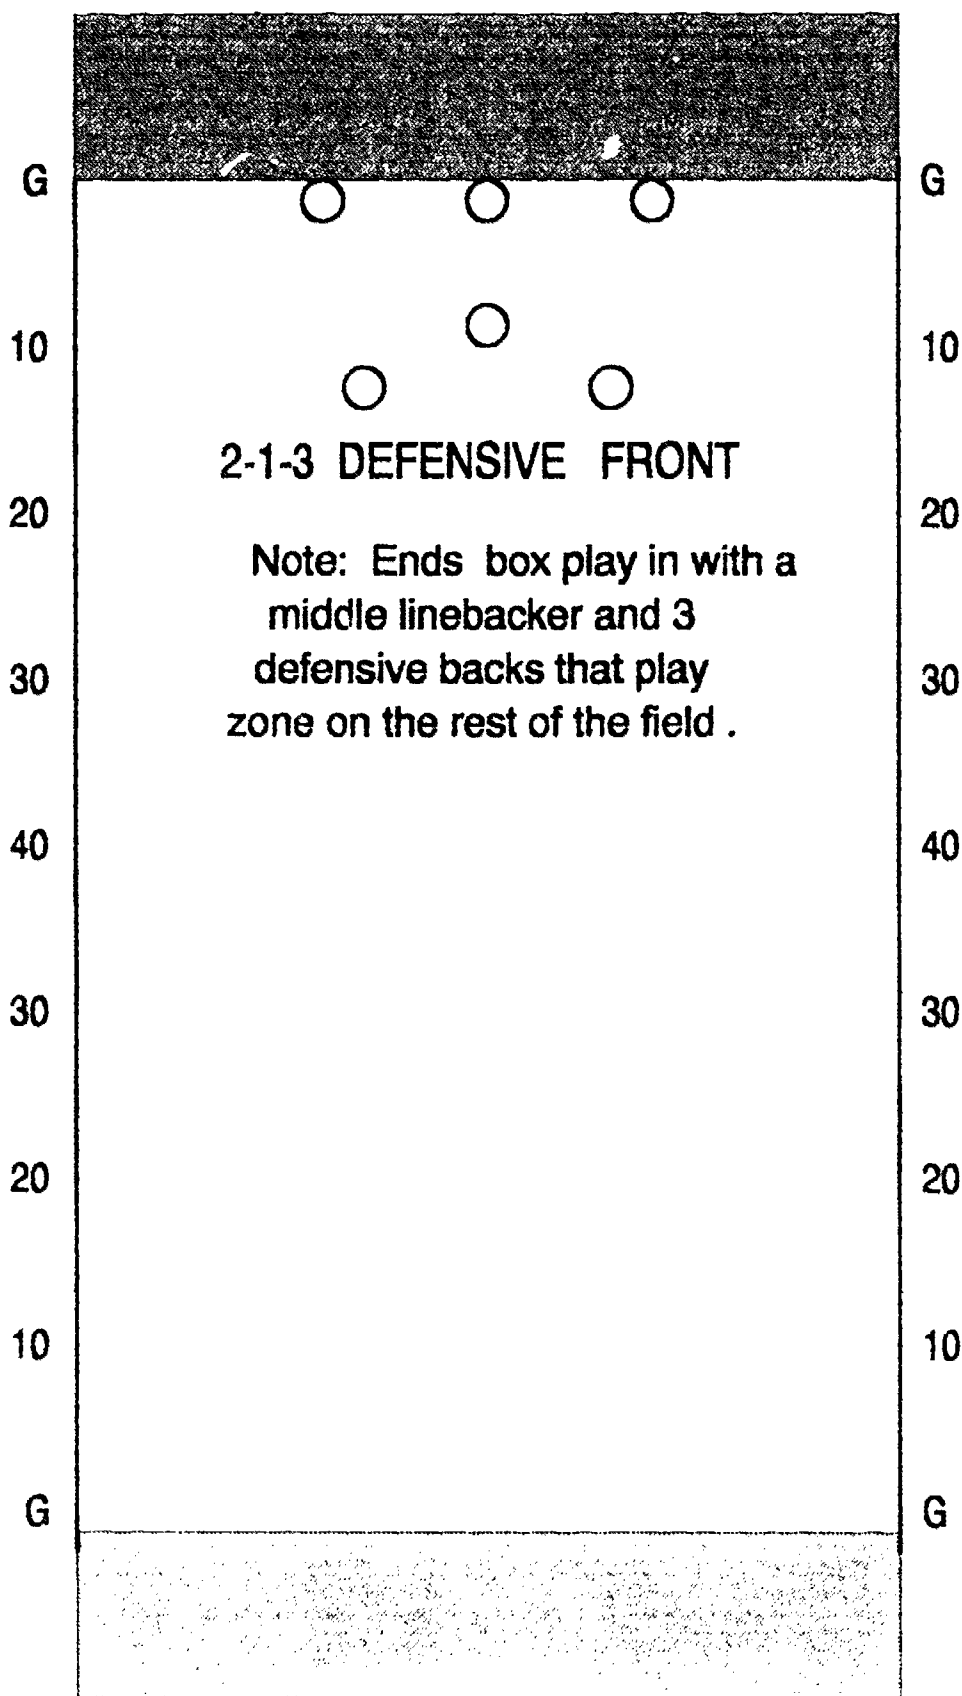 G G
10 10
2-1-3 DEFENSIVE FRONT
20 20
Note: Ends box play in with a
middle linebacker and 3
defensive backs that play
30 30
zone on the rest of the field .
40 40
30 30
20 20
10 10
G G